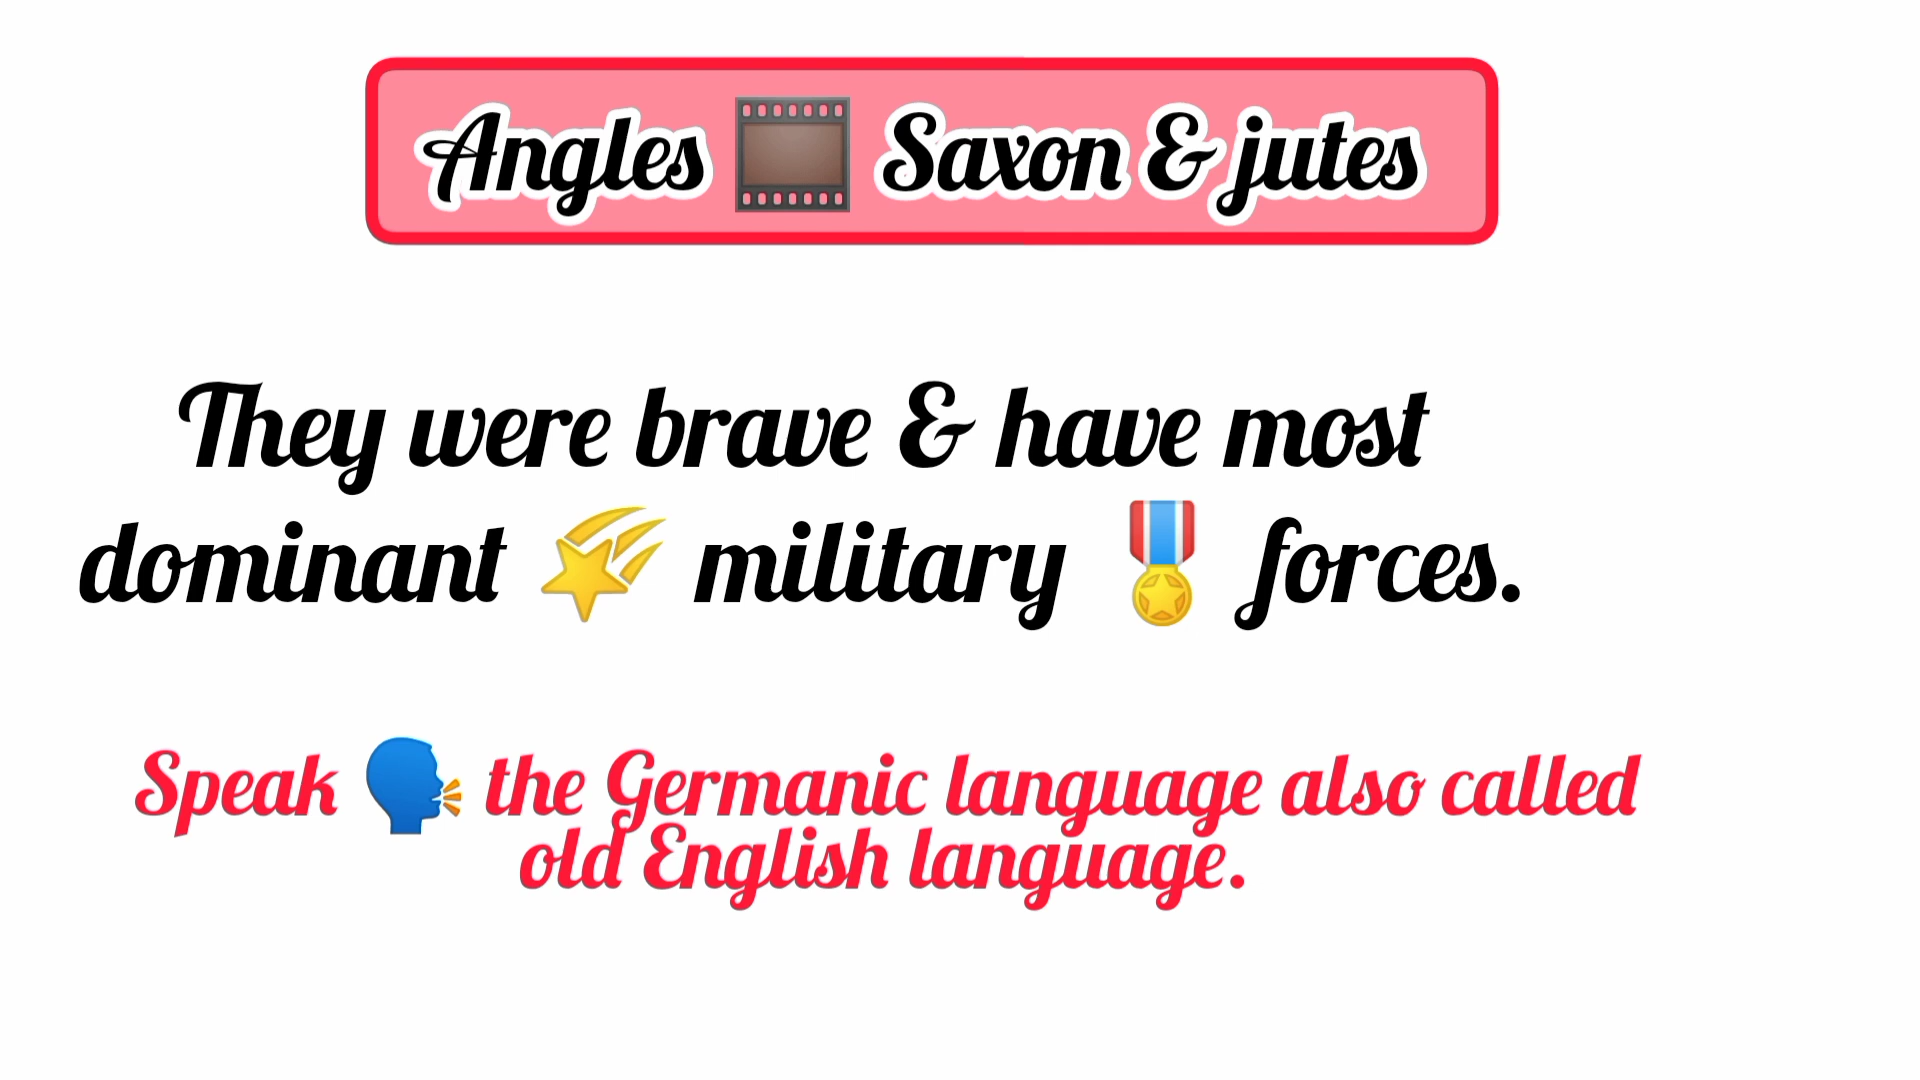 Angles 🎞️ Saxon & jutes
They were brave & have most
dominant 🌠 military 🎖️ forces.
Speak 🗣️ the Germanic language also called
old English language.